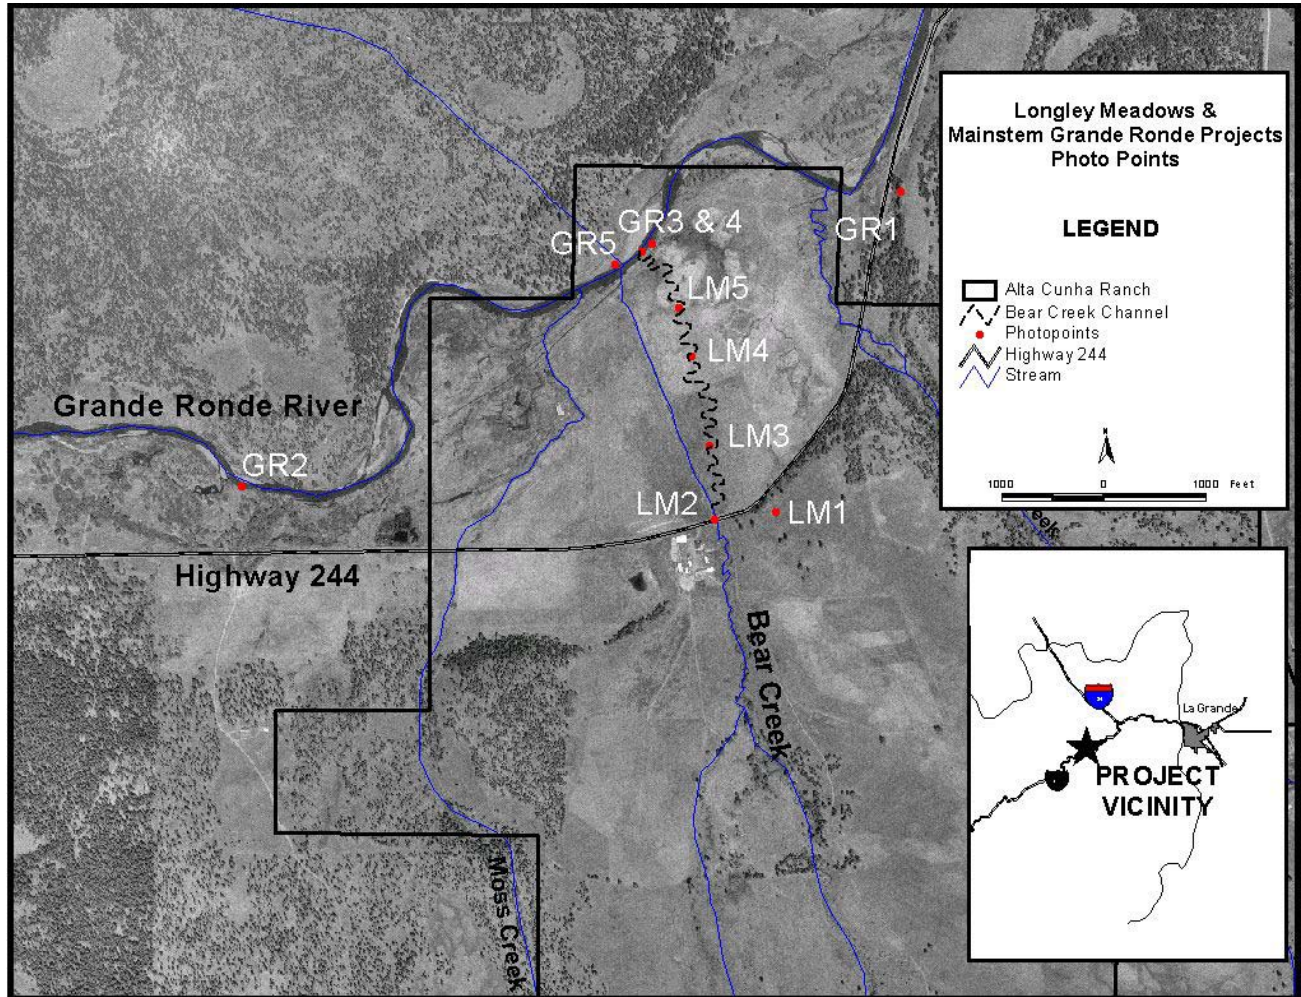 Longley Meadows &
Mainstem Grande Ronde Projects
Photo Points
LEGEND
Alta Cunha Ranch
Bear Creek Channel
Photopoints
Highway 244
Stream
N
1000 0 1000 Feet
GR3 & 4
GR5
GR1
LM5
LM4
Grande Ronde River
LM3
GR2
LM2
LM1
Highway 244
Bear Creek
Moss Creek
La Grande
PROJECT
VICINITY